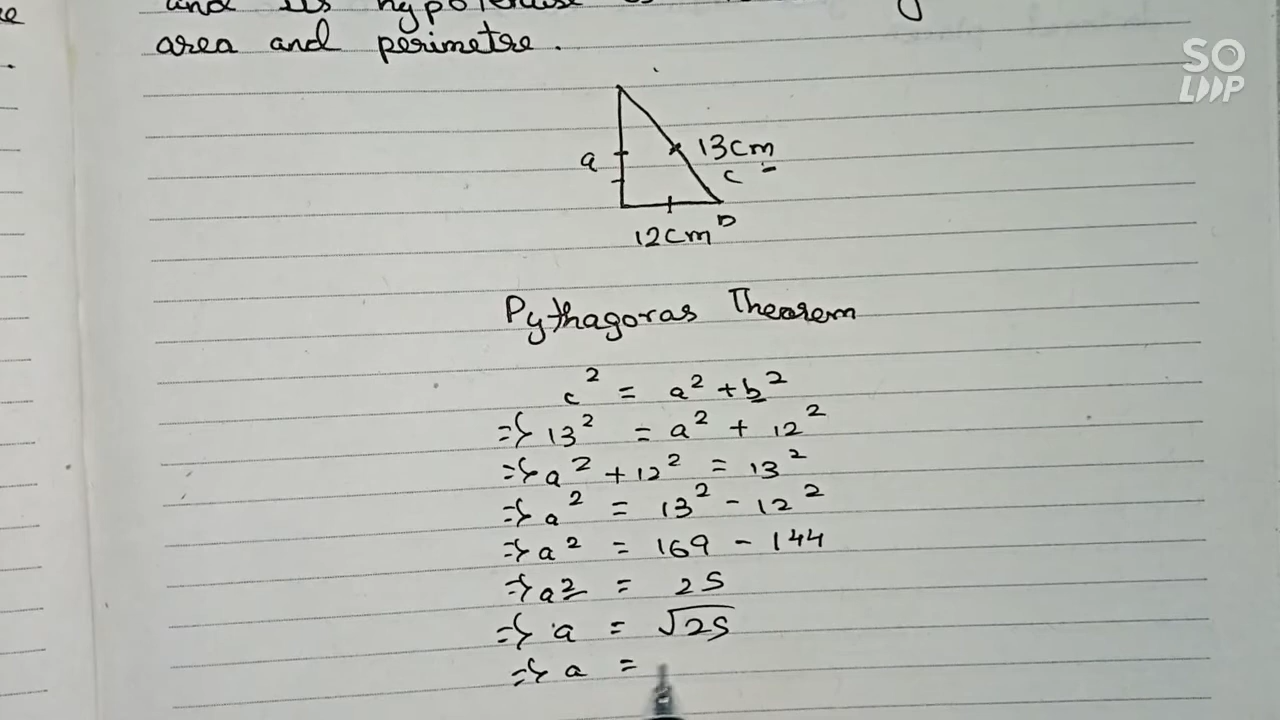 area and perimetre.
SO
LOOP
a
13cm
c
b
12cm
Pythagoras Theorem
c² = a² + b²
=> 13² = a² + 12²
=> a² + 12² = 13²
=> a² = 13² - 12²
=> a² = 169 - 144
=> a² = 25
=> a = √25
=> a =